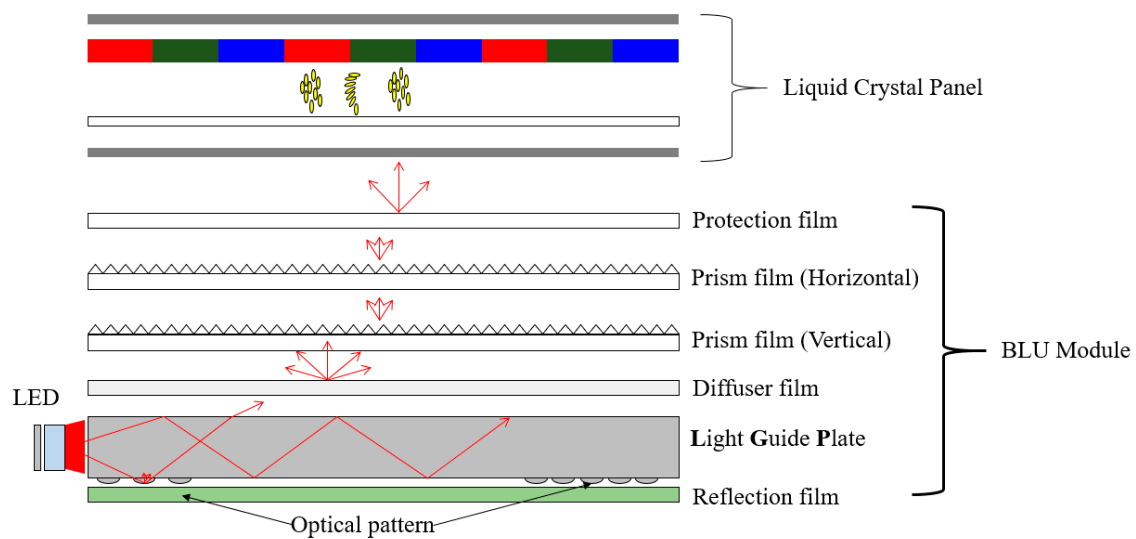 Liquid Crystal Panel
Protection film
Prism film (Horizontal)
Prism film (Vertical)
BLU Module
Diffuser film
LED
Light Guide Plate
Reflection film
Optical pattern